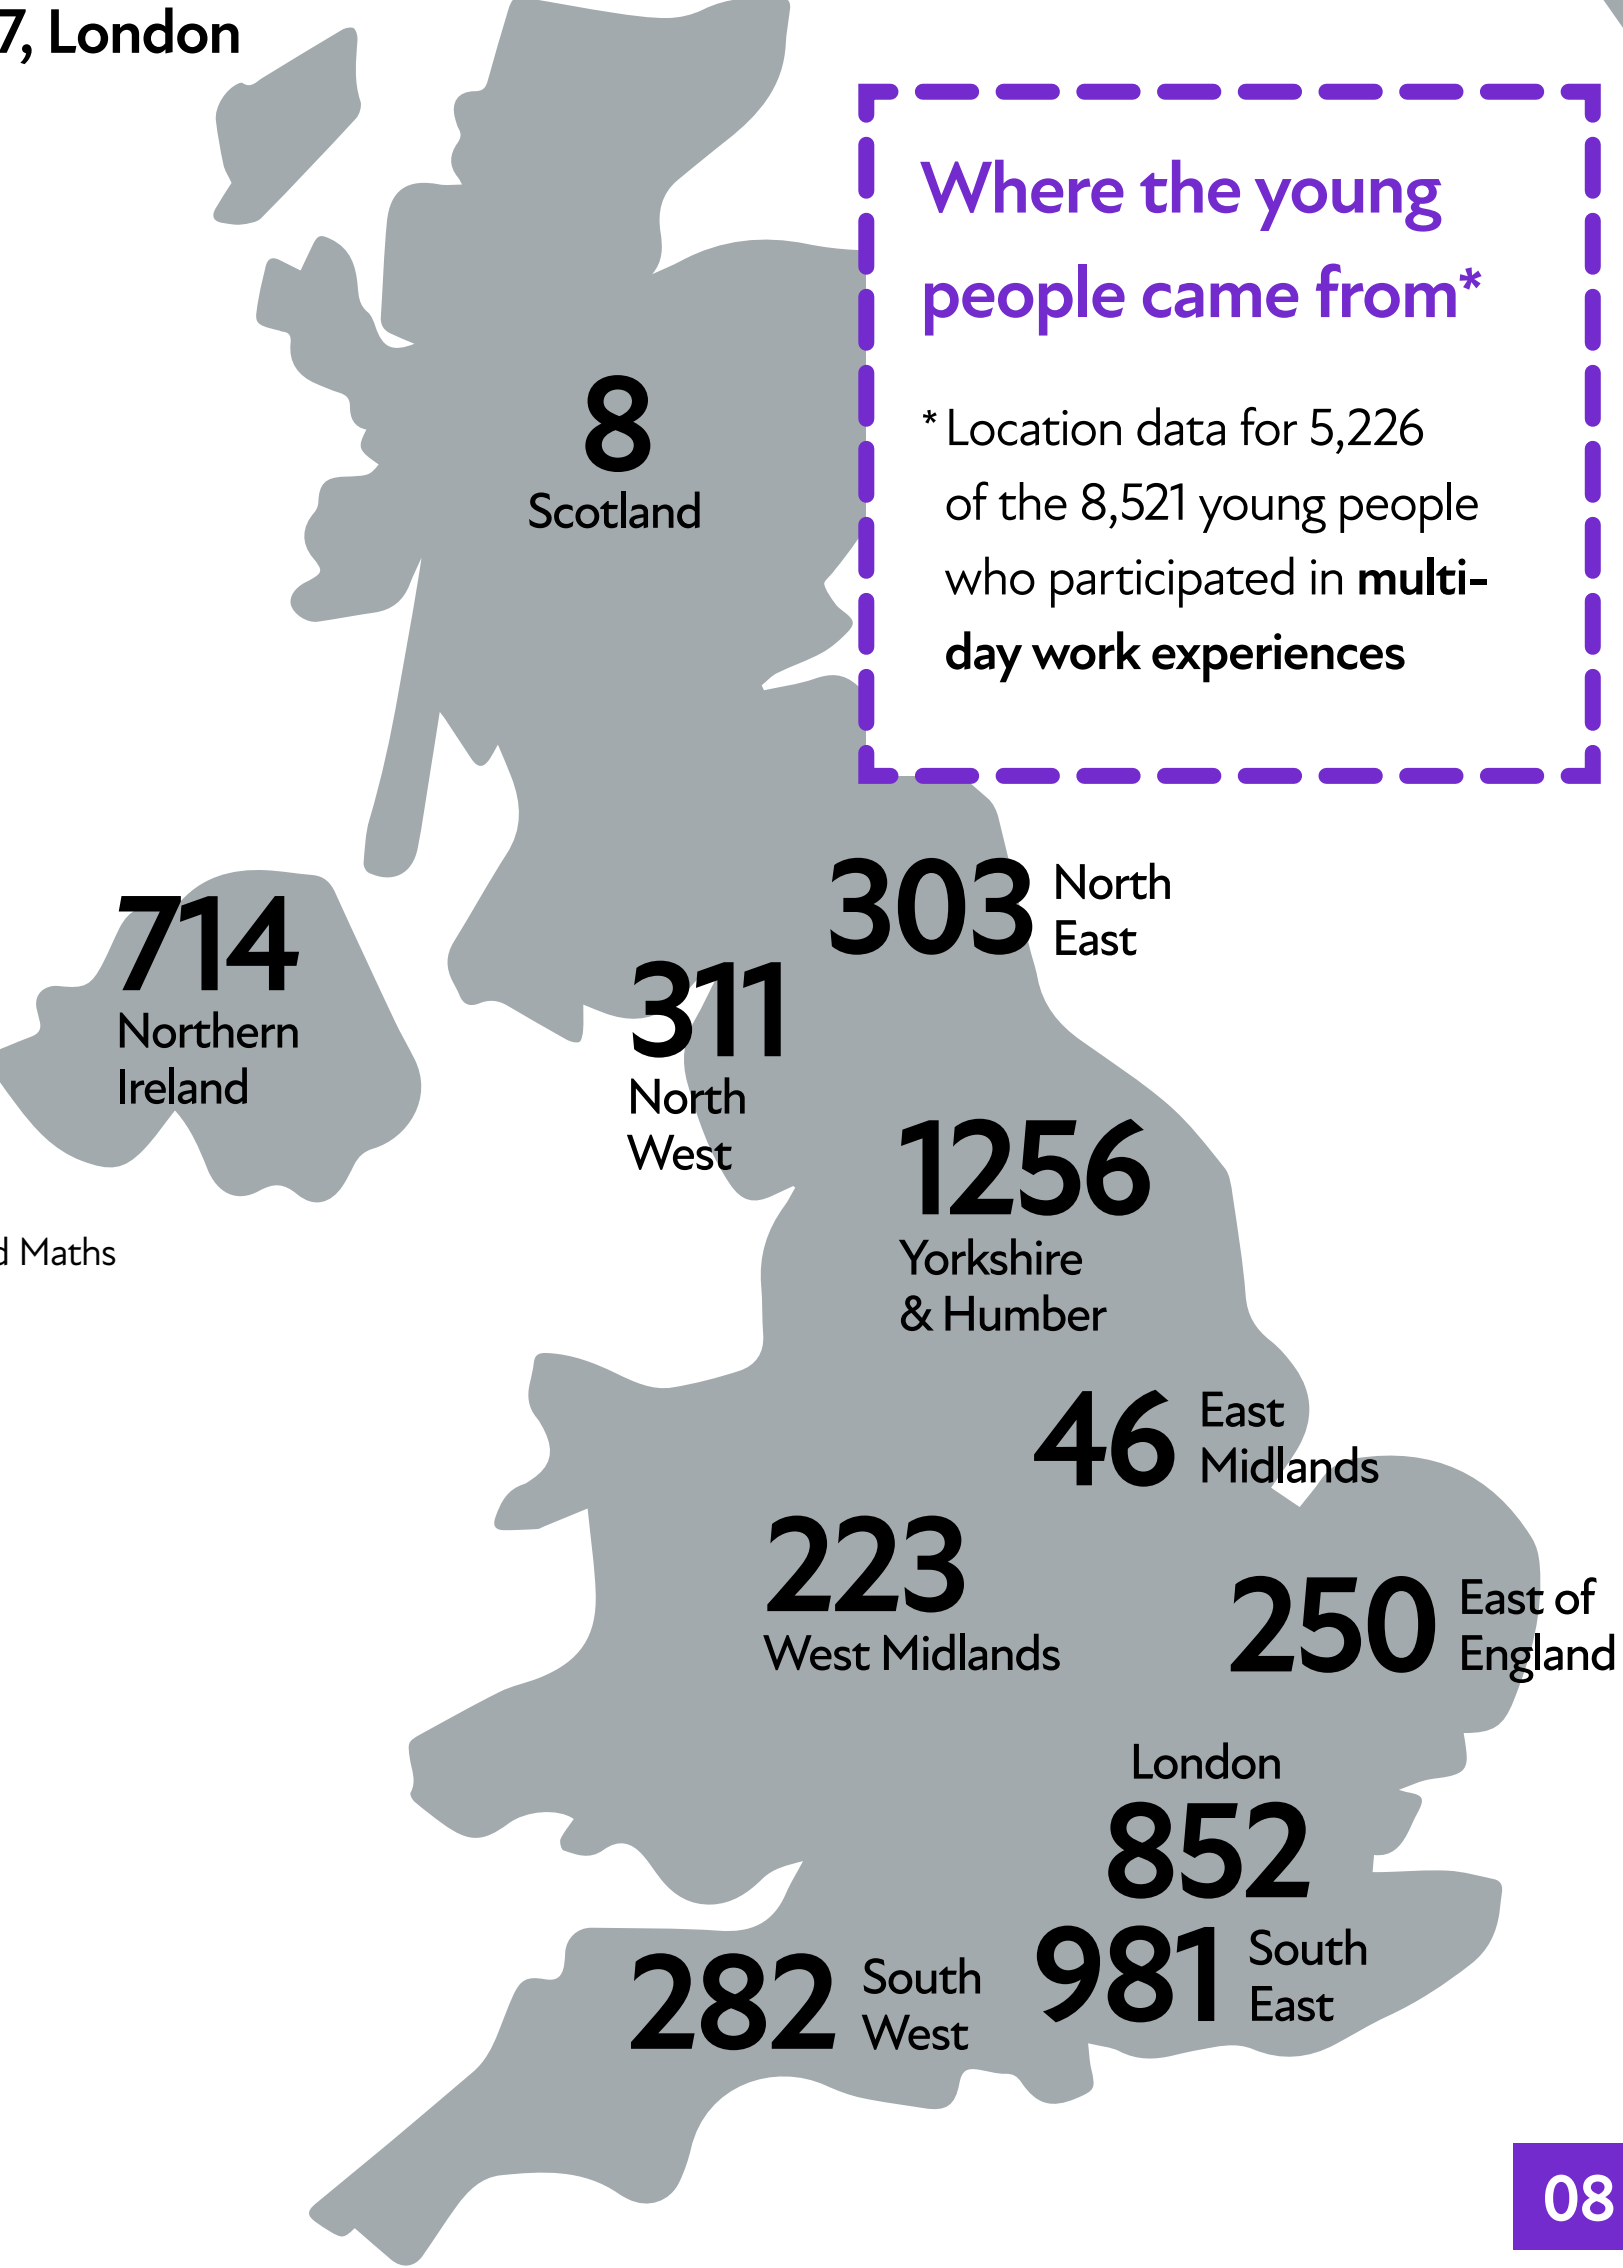 7, London
Where the young
people came from*
* Location data for 5,226
of the 8,521 young people
who participated in multi-
day work experiences
8
Scotland
303 North
East
714
Northern
Ireland
311
North
West
1256
Yorkshire
& Humber
d Maths
46 East
Midlands
223
West Midlands
250 East of
England
London
852
981 South
East
282 South
West
08